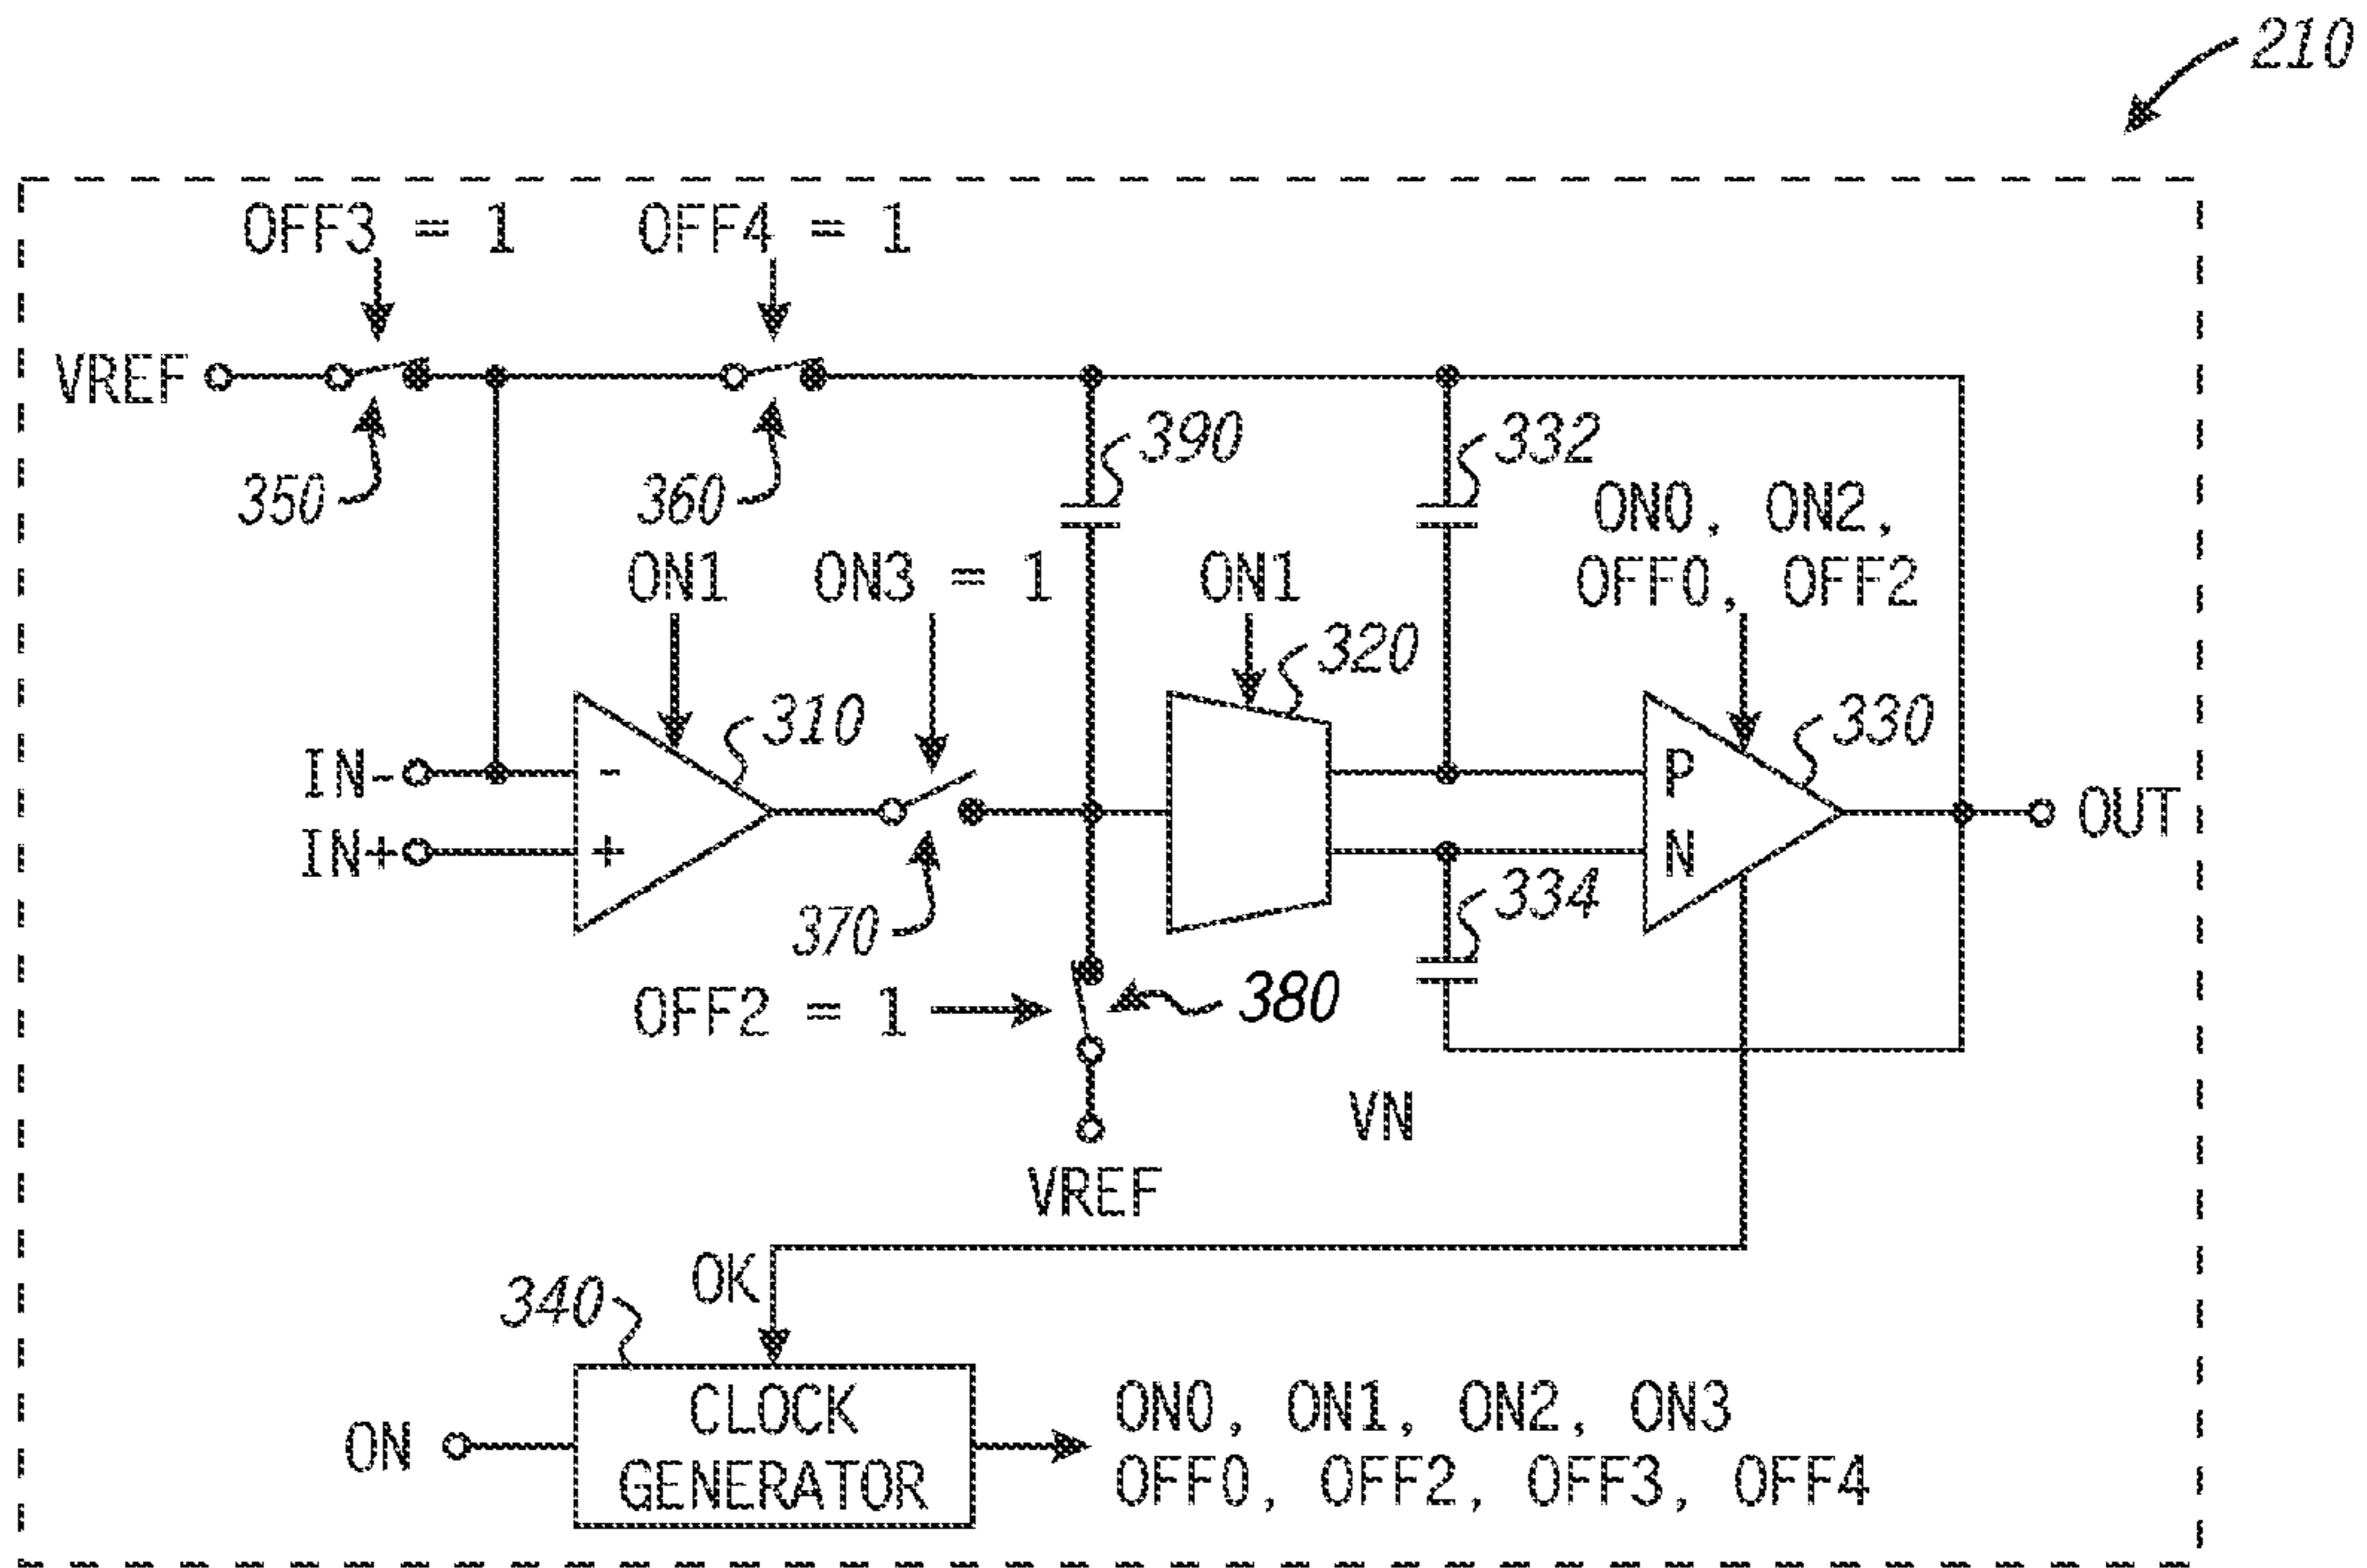 210
OFF3 = 1
OFF4 = 1
VREF
350
360
390
332
ON0, ON2,
OFF0, OFF2
ON1
ON3 = 1
ON1
320
310
330
IN-
-
P
OUT
IN+
+
N
370
334
OFF2 = 1
380
VN
VREF
OK
340
CLOCK
GENERATOR
ON
ON0, ON1, ON2, ON3
OFF0, OFF2, OFF3, OFF4